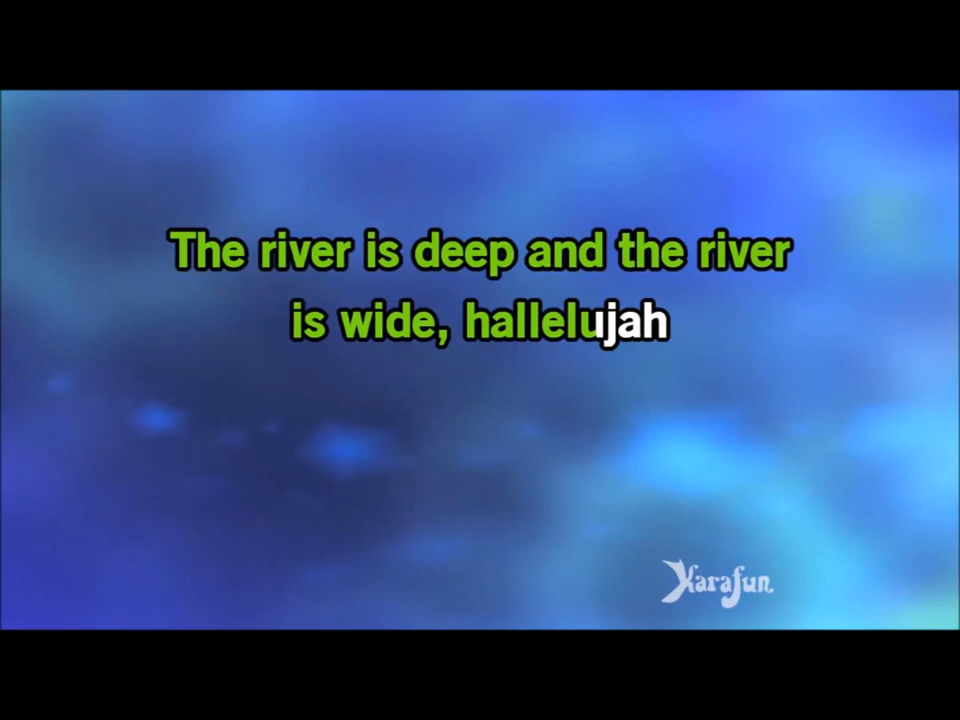 The river is deep and the river
is wide, hallelujah
Karafun